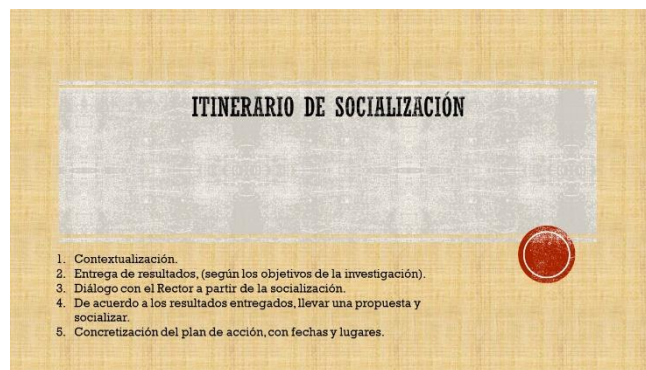 ITINERARIO DE SOCIALIZACIÓN
1. Contextualización.
2. Entrega de resultados, (según los objetivos de la investigación).
3. Diálogo con el Rector a partir de la socialización.
4. De acuerdo a los resultados entregados, llevar una propuesta y
socializar.
5. Concretización del plan de acción, con fechas y lugares.